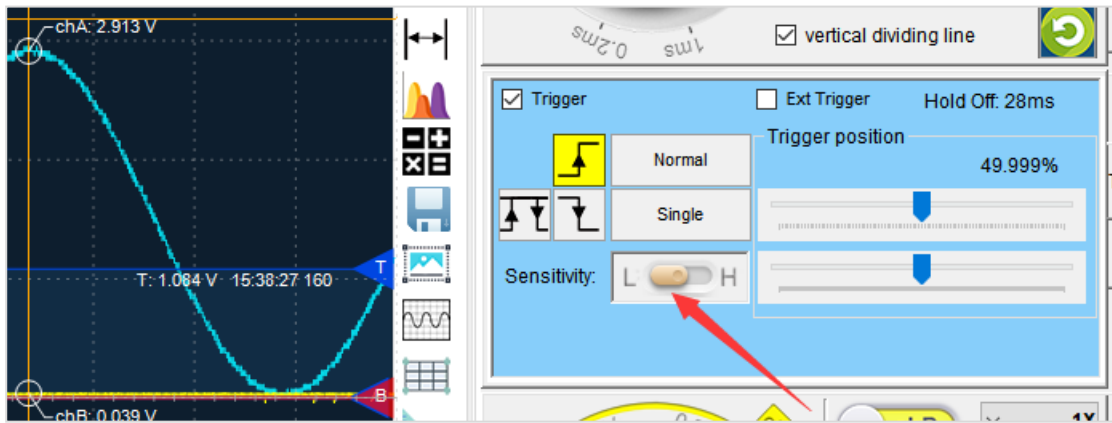 chA: 2.913 V
T: 1.084 V 15:38:27 160
T
B
chB: 0.039 V
0.2ms
1ms
vertical dividing line
Trigger
Ext Trigger
Hold Off: 28ms
Trigger position
Normal
49.999%
Single
Sensitivity:
L
H
1X